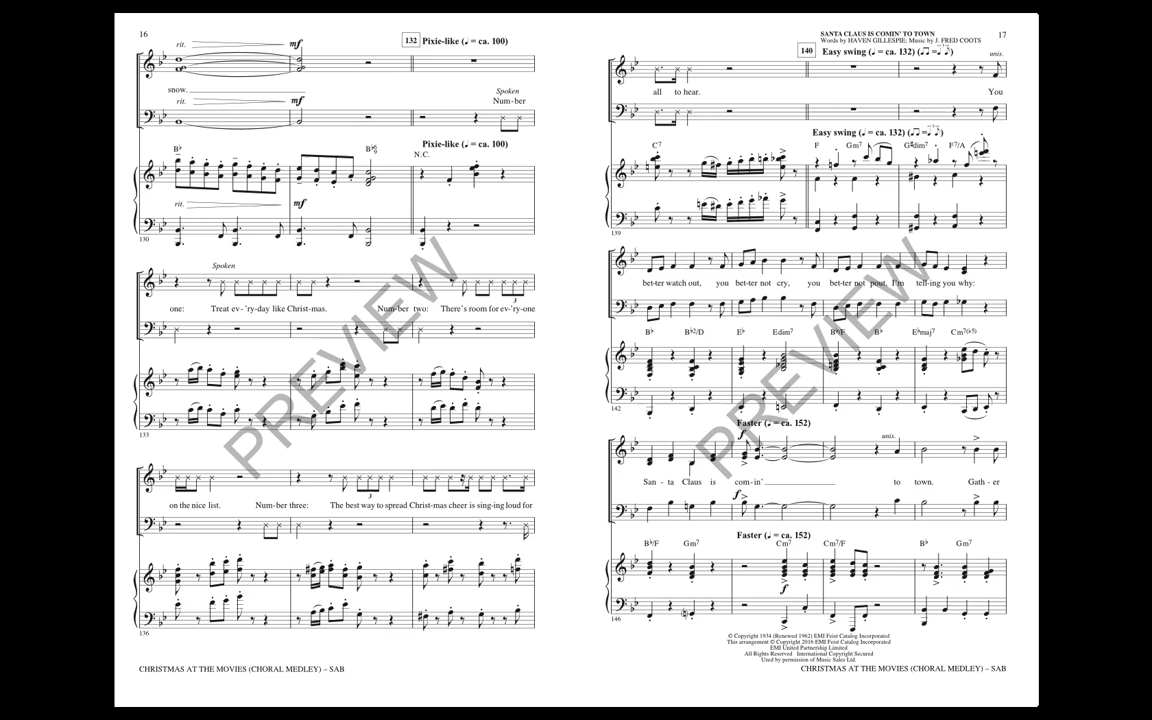 16
rit.
mf
132 Pixie-like (♩ = ca. 100)
snow.
Spoken
rit.
mf
Num-ber
Pixie-like (♩ = ca. 100)
B♭
N.C.
rit.
mf
130
Spoken
one: Treat ev-'ry-day like Christ-mas. Num-ber two: There's room for ev-'ry-one
3
133
on the nice list. Num-ber three: The best way to spread Christ-mas cheer is sing-ing loud for
3
136
CHRISTMAS AT THE MOVIES (CHORAL MEDLEY) – SAB
SANTA CLAUS IS COMIN' TO TOWN
17
Words by HAVEN GILLESPIE; Music by J. FRED COOTS
140 Easy swing (♩ = ca. 132)
unis.
all to hear. You
Easy swing (♩ = ca. 132)
C7 F Gm7 G♯dim7 F7/A
139
bet-ter watch out, you bet-ter not cry, you bet-ter not pout, I'm tell-ing you why:
B♭ B♭2/D E♭ Edim7 B♭/F B♭ E♭maj7 Cm7(♭5)
142
Faster (♩ = ca. 152)
f
unis.
San - ta Claus is com-in' to town. Gath - er
f
Faster (♩ = ca. 152)
B♭/F Gm7 Cm7 Cm7/F B♭ Gm7
f
146
© Copyright 1934 (Renewed 1962) EMI Feist Catalog Incorporated
This arrangement © Copyright 2016 EMI Feist Catalog Incorporated
EMI United Partnership Limited
All Rights Reserved International Copyright Secured
Used by permission of Music Sales Ltd.
CHRISTMAS AT THE MOVIES (CHORAL MEDLEY) – SAB
PREVIEW
PREVIEW